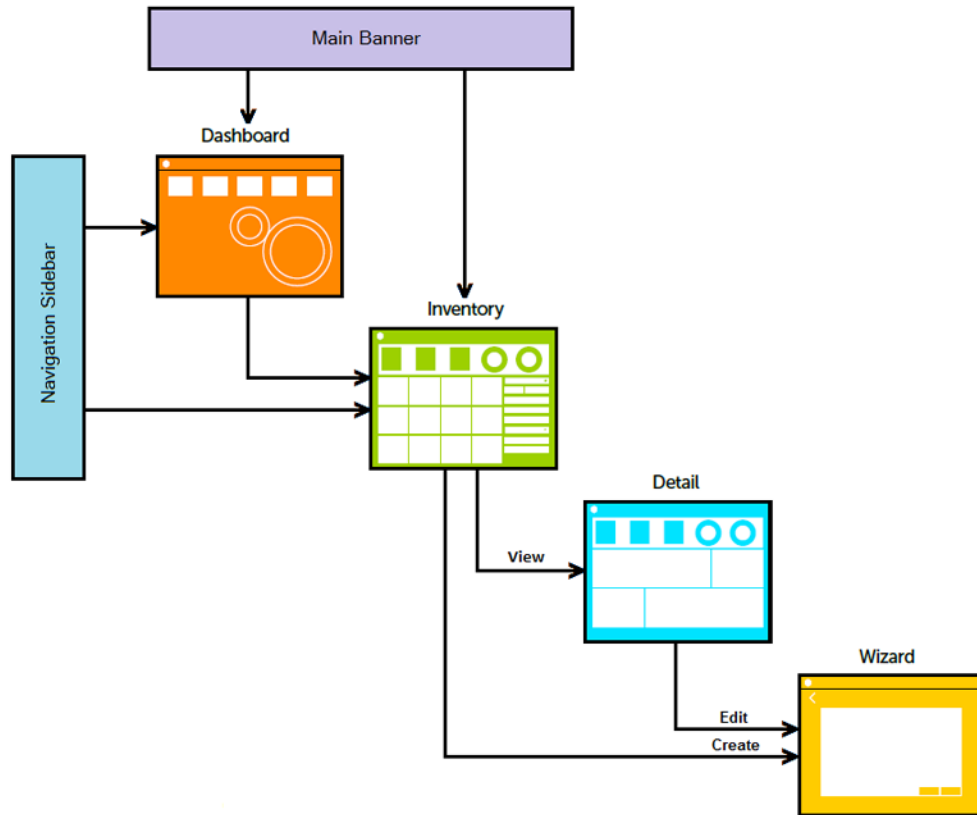 Main Banner
Dashboard
Navigation Sidebar
Inventory
Detail
View
Wizard
Edit
Create